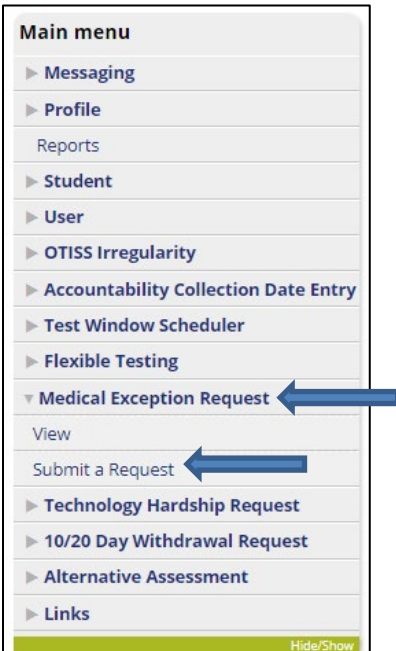 Main menu
Messaging
Profile
Reports
Student
User
OTISS Irregularity
Accountability Collection Date Entry
Test Window Scheduler
Flexible Testing
Medical Exception Request
View
Submit a Request
Technology Hardship Request
10/20 Day Withdrawal Request
Alternative Assessment
Links
Hide/Show